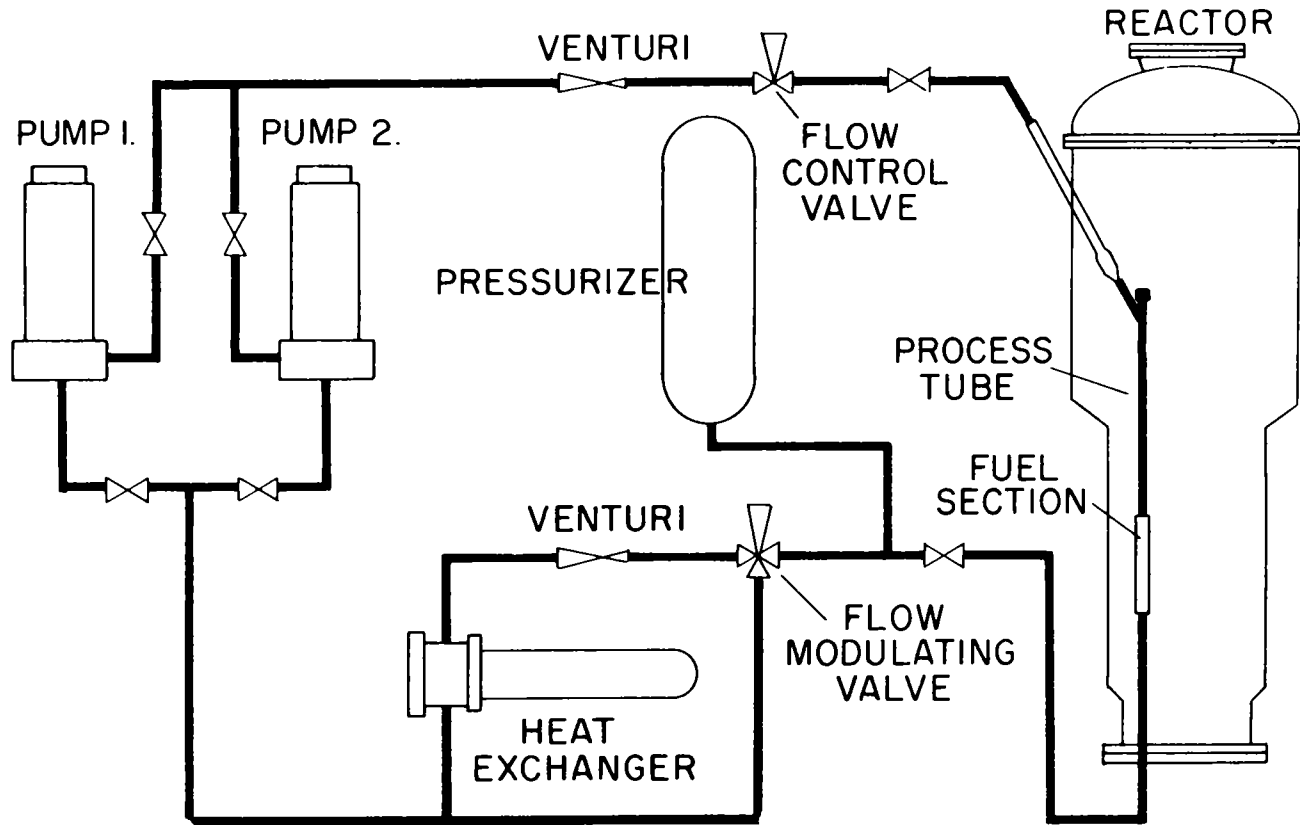 REACTOR
VENTURI
PUMP 1.
PUMP 2.
FLOW
CONTROL
VALVE
PRESSURIZER
PROCESS
TUBE
FUEL
SECTION
VENTURI
FLOW
MODULATING
VALVE
HEAT
EXCHANGER